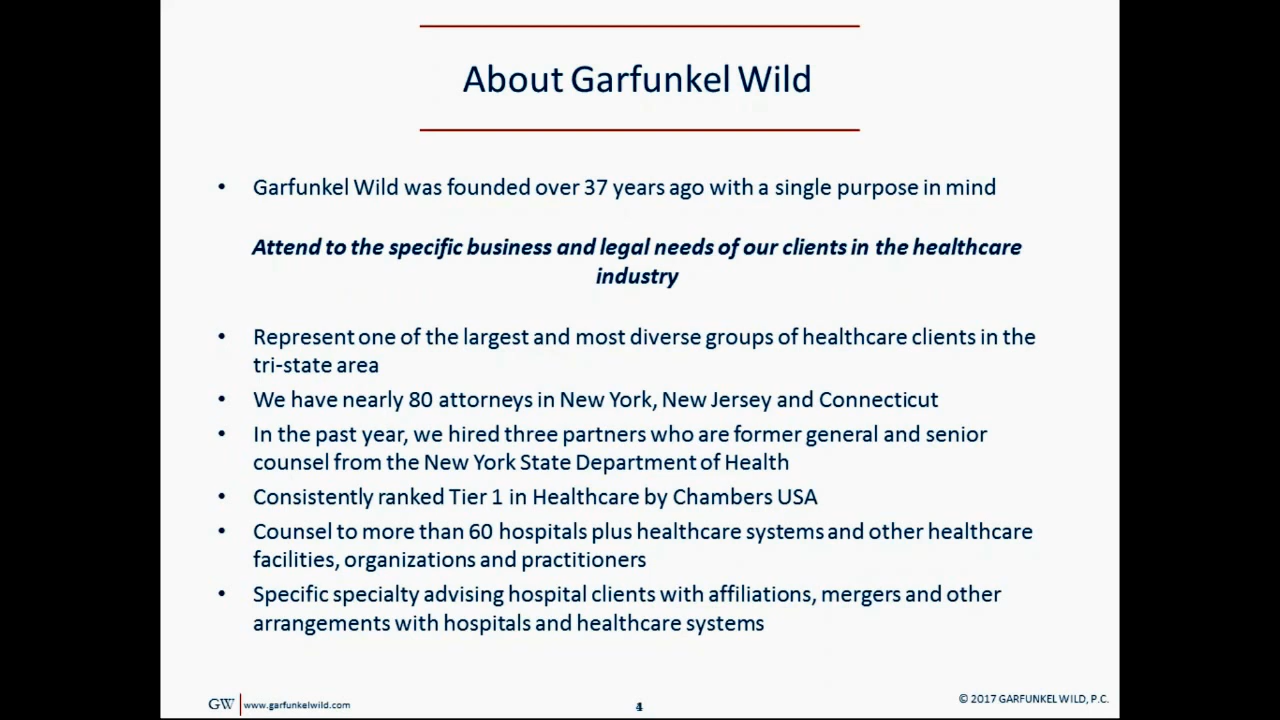 About Garfunkel Wild
• Garfunkel Wild was founded over 37 years ago with a single purpose in mind
Attend to the specific business and legal needs of our clients in the healthcare
industry
• Represent one of the largest and most diverse groups of healthcare clients in the
tri-state area
• We have nearly 80 attorneys in New York, New Jersey and Connecticut
• In the past year, we hired three partners who are former general and senior
counsel from the New York State Department of Health
• Consistently ranked Tier 1 in Healthcare by Chambers USA
• Counsel to more than 60 hospitals plus healthcare systems and other healthcare
facilities, organizations and practitioners
• Specific specialty advising hospital clients with affiliations, mergers and other
arrangements with hospitals and healthcare systems
GW www.garfunkelwild.com
4
© 2017 GARFUNKEL WILD, P.C.